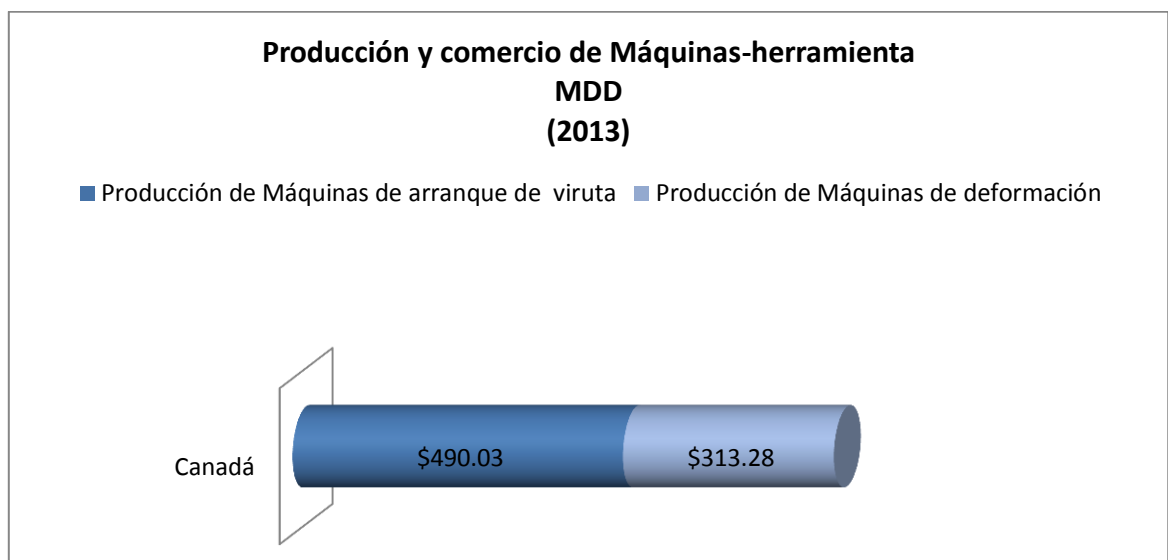 Producción y comercio de Máquinas-herramienta
MDD
(2013)
Producción de Máquinas de arranque de viruta Producción de Máquinas de deformación
Canadá $490.03 $313.28